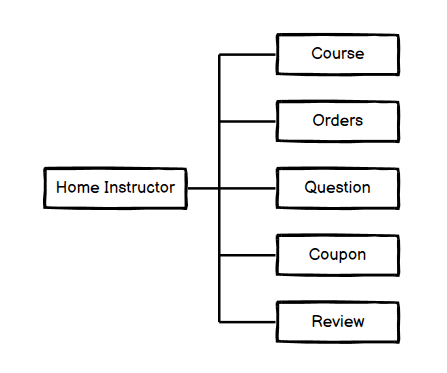 Course
Orders
Home Instructor
Question
Coupon
Review